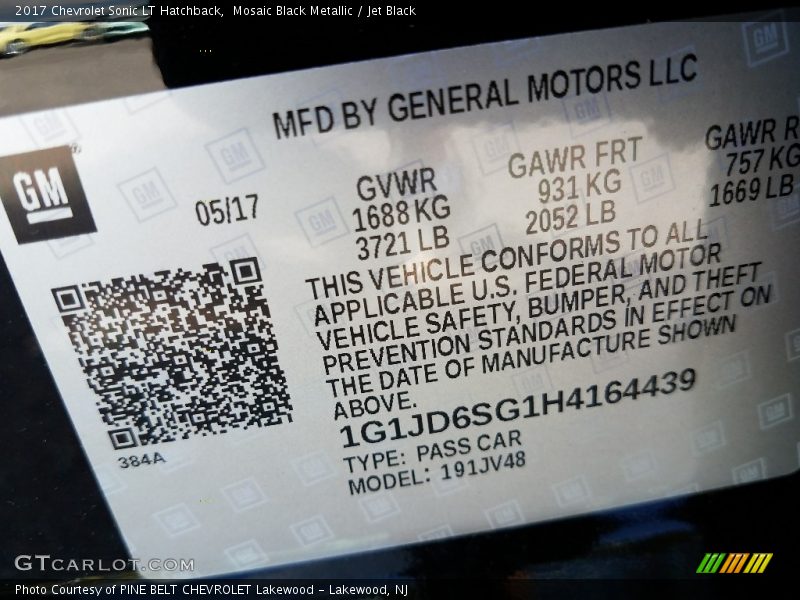 2017 Chevrolet Sonic LT Hatchback, Mosaic Black Metallic / Jet Black
MFD BY GENERAL MOTORS LLC
GM
05/17
GVWR
1688 KG
3721 LB
GAWR FRT
931 KG
2052 LB
GAWR R
757 KG
1669 LB
THIS VEHICLE CONFORMS TO ALL
APPLICABLE U.S. FEDERAL MOTOR
VEHICLE SAFETY, BUMPER, AND THEFT
PREVENTION STANDARDS IN EFFECT ON
THE DATE OF MANUFACTURE SHOWN
ABOVE.
1G1JD6SG1H4164439
TYPE: PASS CAR
MODEL: 191JV48
384A
GTCARLOT.COM
Photo Courtesy of PINE BELT CHEVROLET Lakewood - Lakewood, NJ